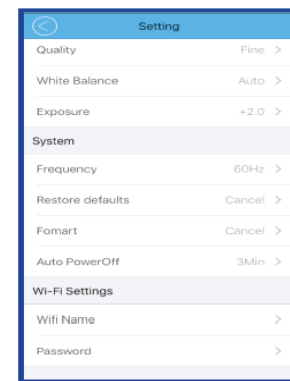 Setting
Quality Fine >
White Balance Auto >
Exposure +2.0 >
System
Frequency 60Hz >
Restore defaults Cancel >
Fomart Cancel >
Auto PowerOff 3Min >
Wi-Fi Settings
Wifi Name >
Password >